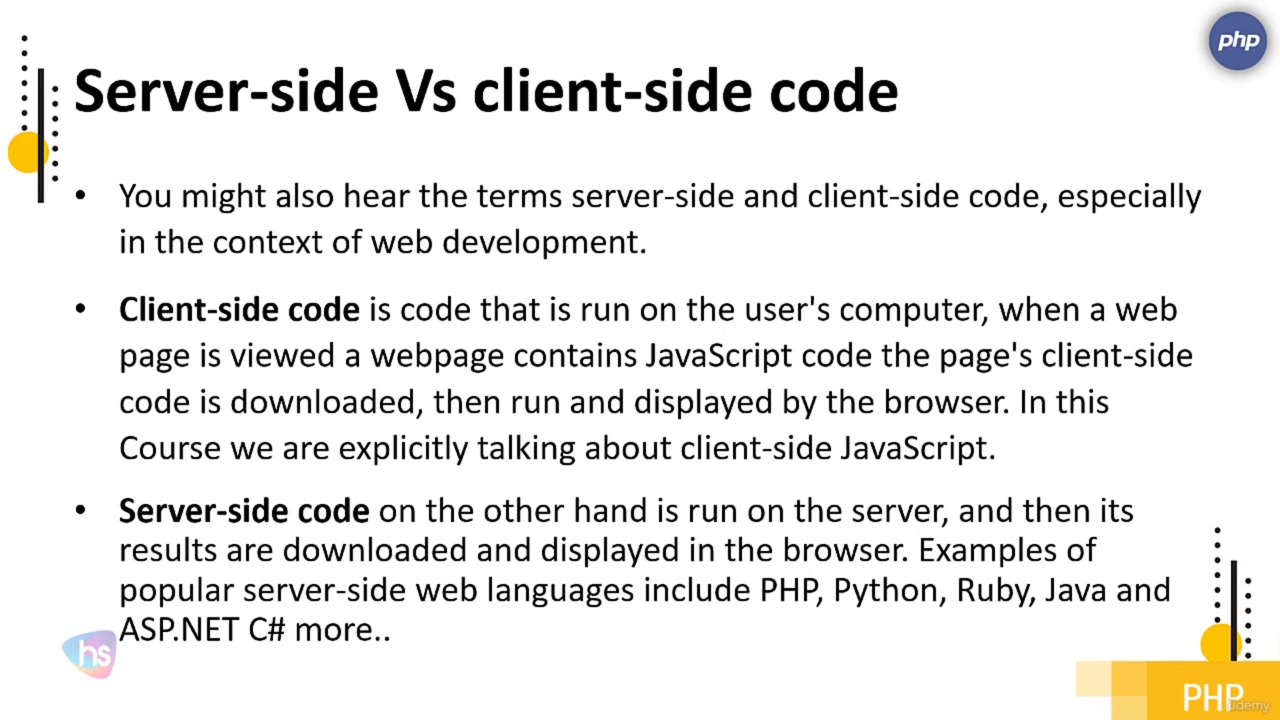 php
Server-side Vs client-side code
• You might also hear the terms server-side and client-side code, especially
in the context of web development.
• Client-side code is code that is run on the user's computer, when a web
page is viewed a webpage contains JavaScript code the page's client-side
code is downloaded, then run and displayed by the browser. In this
Course we are explicitly talking about client-side JavaScript.
• Server-side code on the other hand is run on the server, and then its
results are downloaded and displayed in the browser. Examples of
popular server-side web languages include PHP, Python, Ruby, Java and
ASP.NET C# more..
hs
PHP
udemy